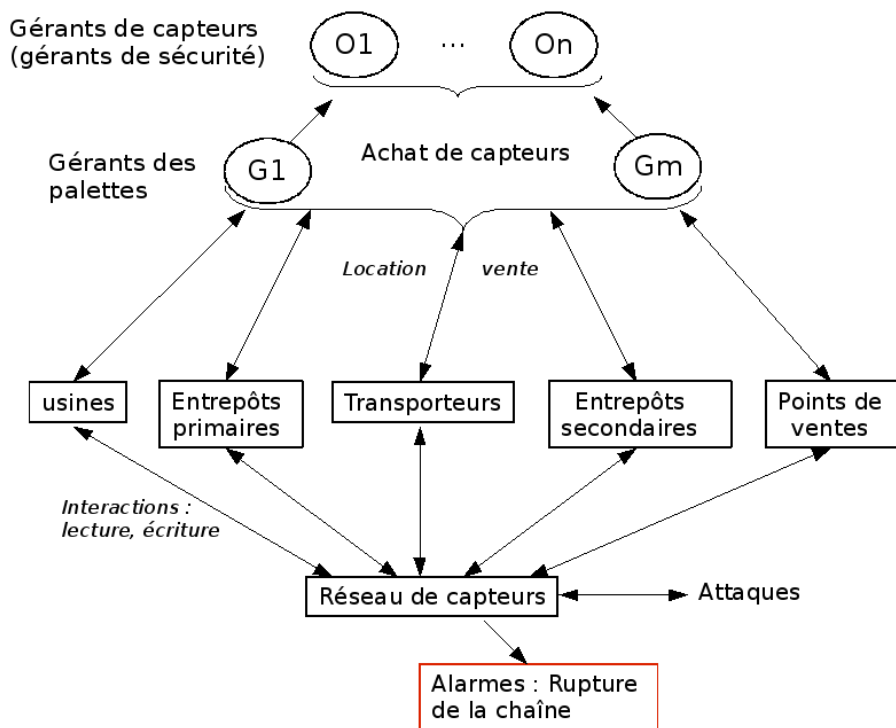 Gérants de capteurs
(gérants de sécurité)
O1 ... On
Gérants des
palettes
G1
Achat de capteurs
Gm
Location vente
usines
Entrepôts
primaires
Transporteurs
Entrepôts
secondaires
Points de
ventes
Interactions :
lecture, écriture
Réseau de capteurs
Attaques
Alarmes : Rupture
de la chaîne